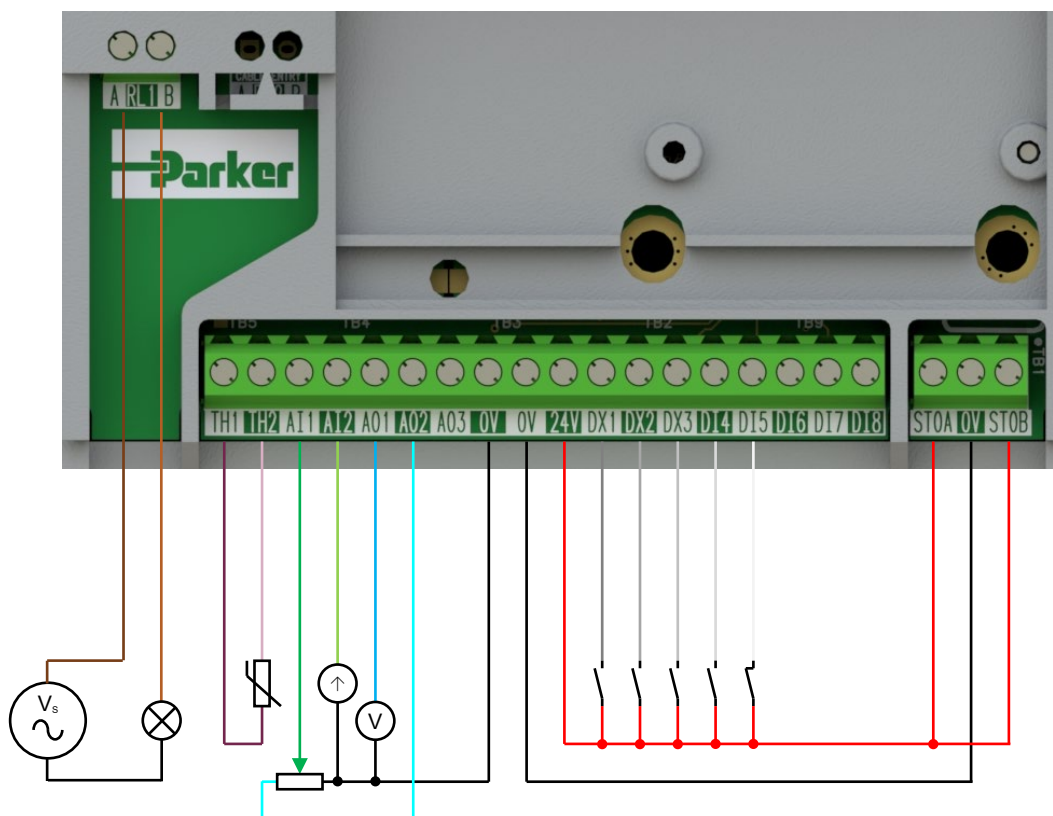 CABLE ENTRY
A RL1 B
Parker
TB5 TB4 TB3 TB2 TB9
TB1
TH1 TH2 AI1 AI2 AO1 AO2 AO3 0V 0V 24V DX1 DX2 DX3 DI4 DI5 DI6 DI7 DI8 STOA 0V STOB
Vs
V